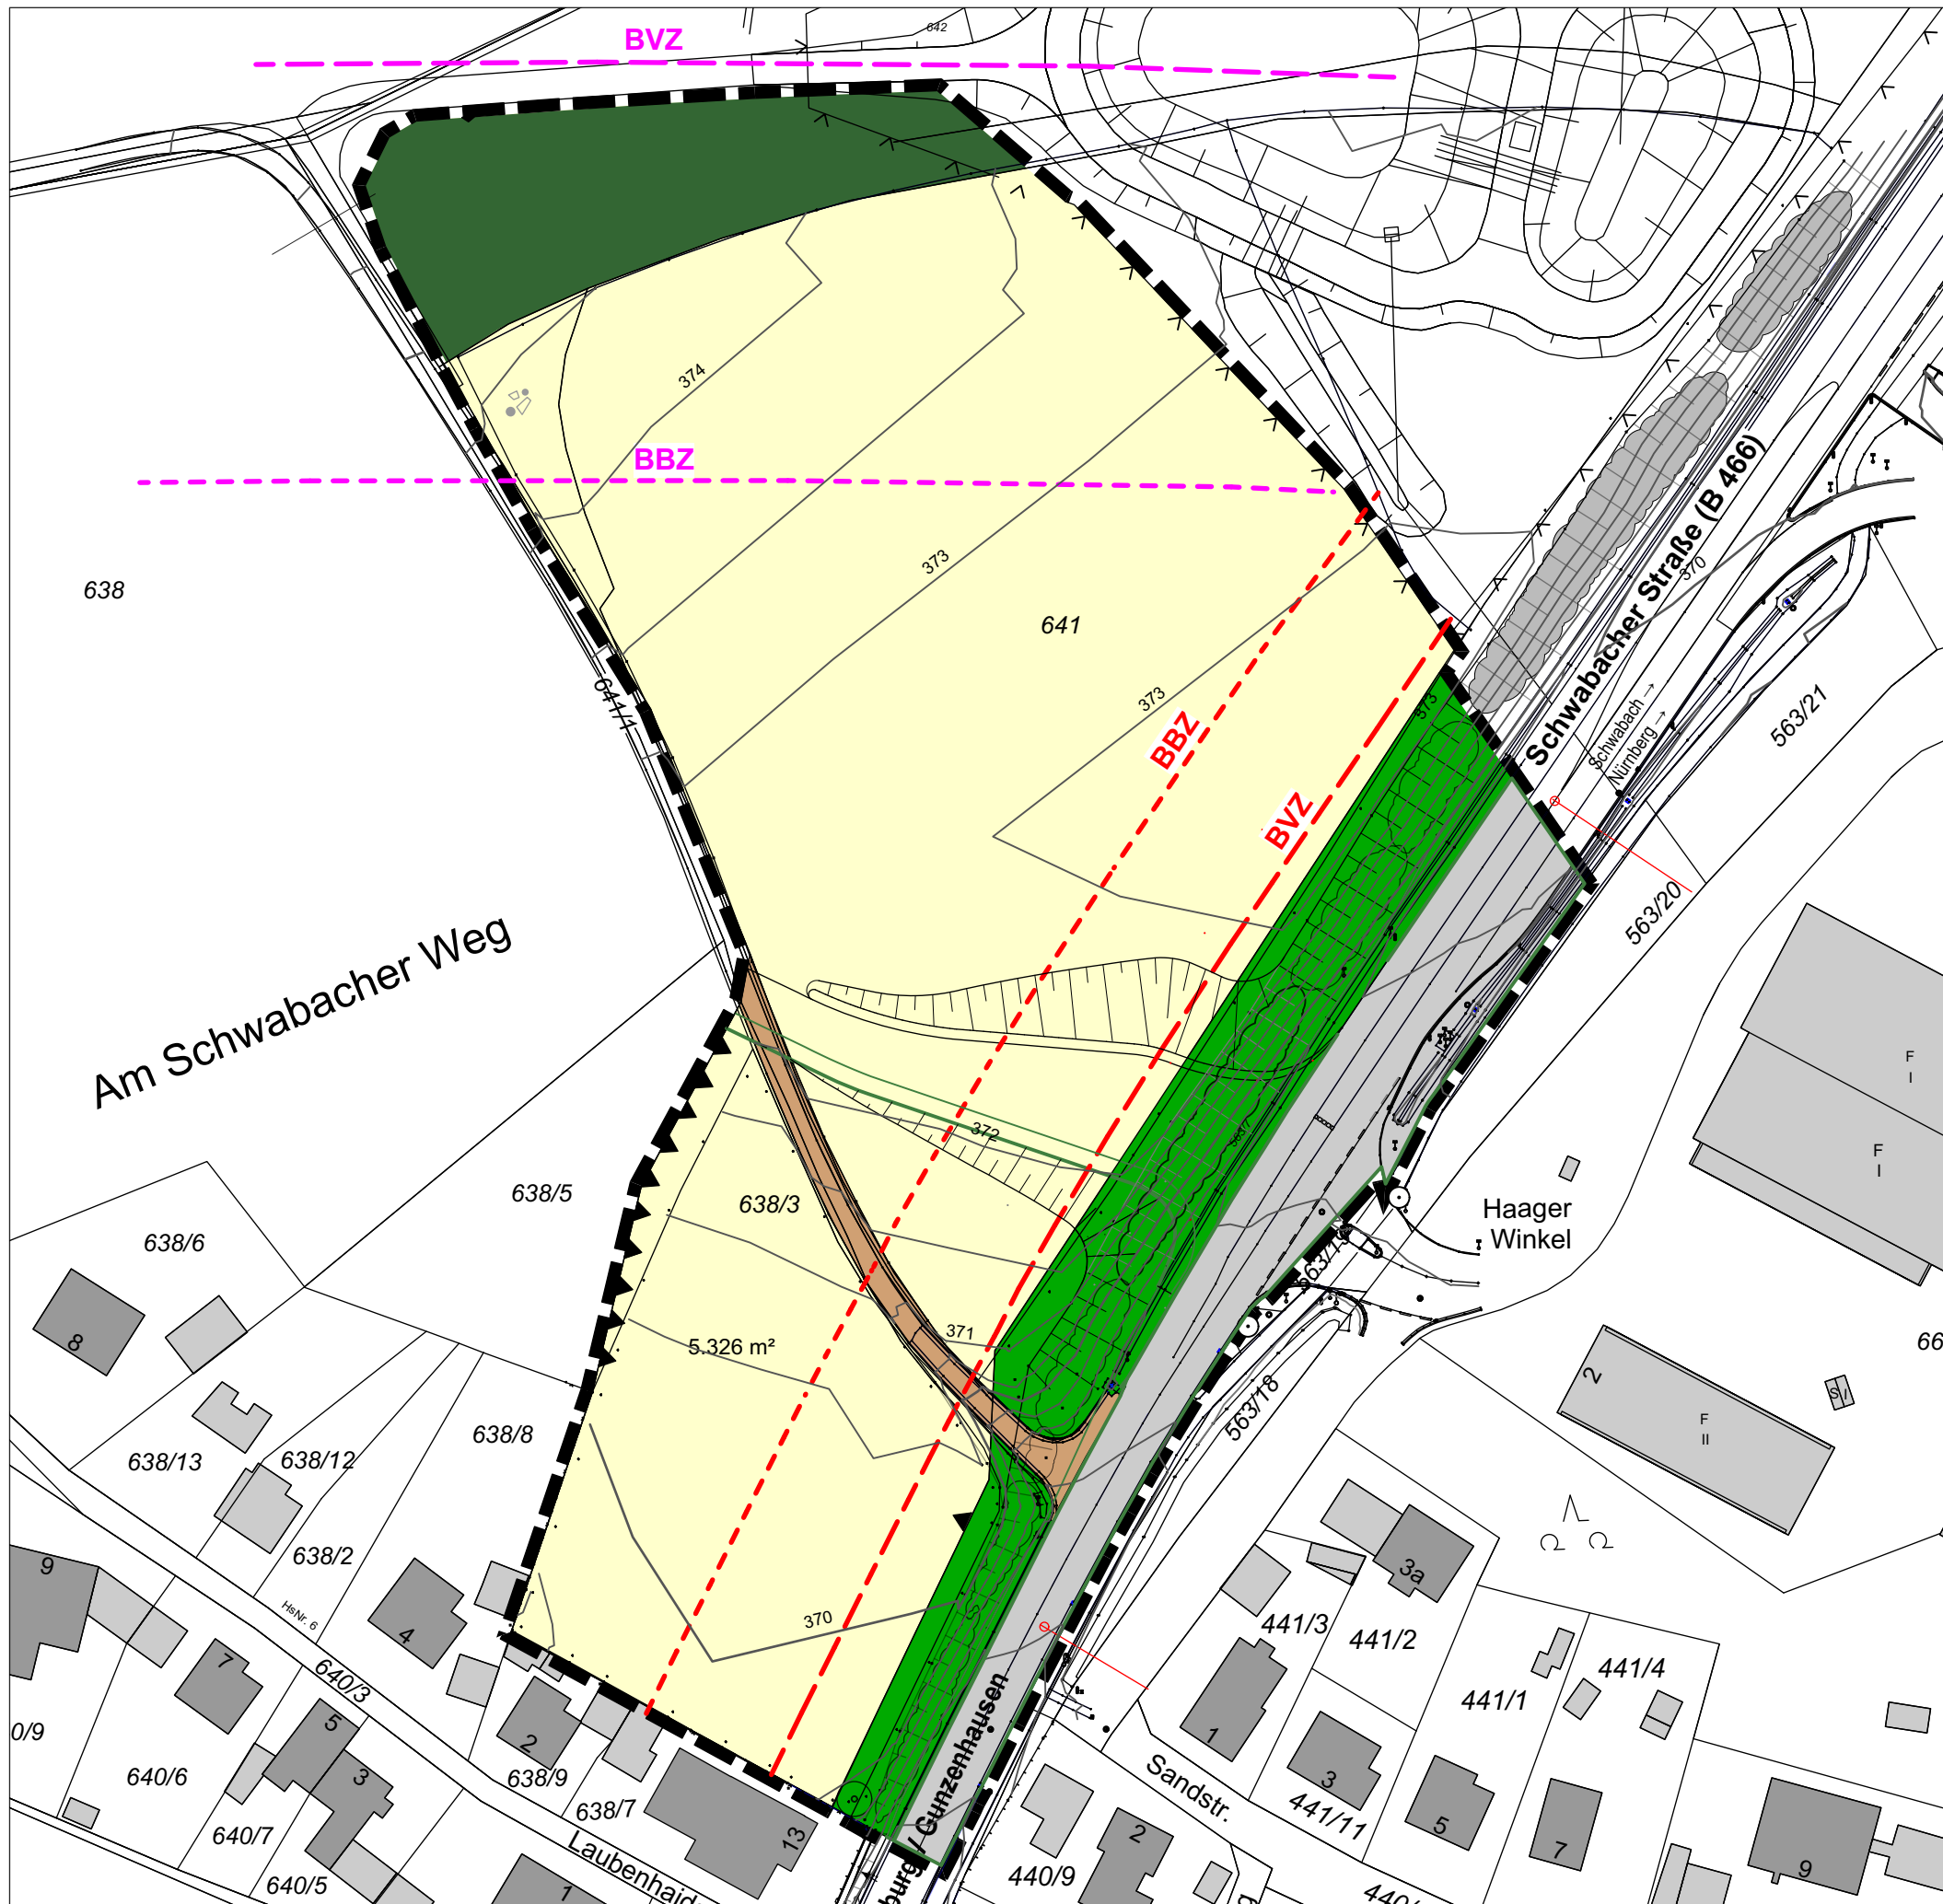 642
BVZ
374
BBZ
373
638
641
Schwabacher Straße (B 466)
370
Schwabach →
Nürnberg →
641/1
373
373
BBZ
BVZ
563/21
563/20
Am Schwabacher Weg
372
563/7
638/5
638/3
Haager
Winkel
F
I
F
I
638/6
8
5.326 m²
371
563/18
2
F
II
S I
66
638/13
638/12
638/8
638/2
9
HsNr. 6
4
7
640/3
370
3a
441/3
441/2
441/4
441/1
0/9
5
2
1
3
640/6
638/9
Sandstr.
3
638/7
441/11
5
7
9
13
640/7
Laubenhaid
burg / Gunzenhausen
2
640/5
1
440/9
440/